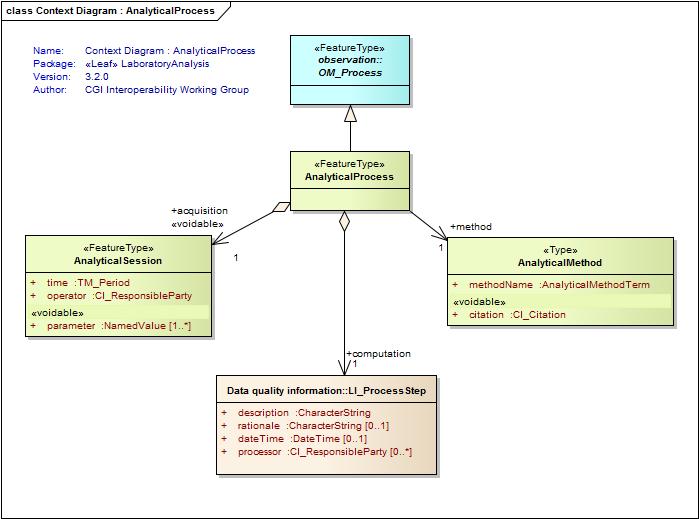 class Context Diagram : AnalyticalProcess
Name: Context Diagram : AnalyticalProcess
Package: «Leaf» LaboratoryAnalysis
Version: 3.2.0
Author: CGI Interoperability Working Group
«FeatureType»
observation::
OM_Process
«FeatureType»
AnalyticalProcess
+acquisition
«voidable»
1
+method
1
«FeatureType»
AnalyticalSession
+ time :TM_Period
+ operator :CI_ResponsibleParty
«voidable»
+ parameter :NamedValue [1..*]
«Type»
AnalyticalMethod
+ methodName :AnalyticalMethodTerm
«voidable»
+ citation :CI_Citation
+computation
1
Data quality information::LI_ProcessStep
+ description :CharacterString
+ rationale :CharacterString [0..1]
+ dateTime :DateTime [0..1]
+ processor :CI_ResponsibleParty [0..*]